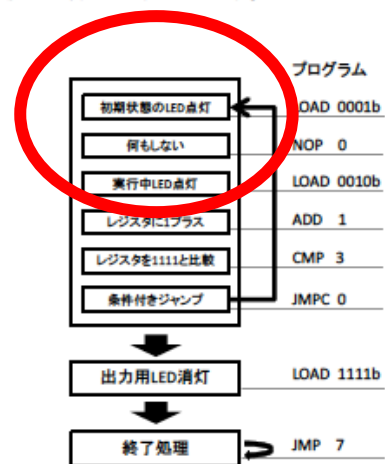 プログラム
初期状態のLED点灯 LOAD 0001b
何もしない NOP 0
実行中LED点灯 LOAD 0010b
レジスタに1プラス ADD 1
レジスタを1111と比較 CMP 3
条件付きジャンプ JMPC 0
出力用LED消灯 LOAD 1111b
終了処理 JMP 7